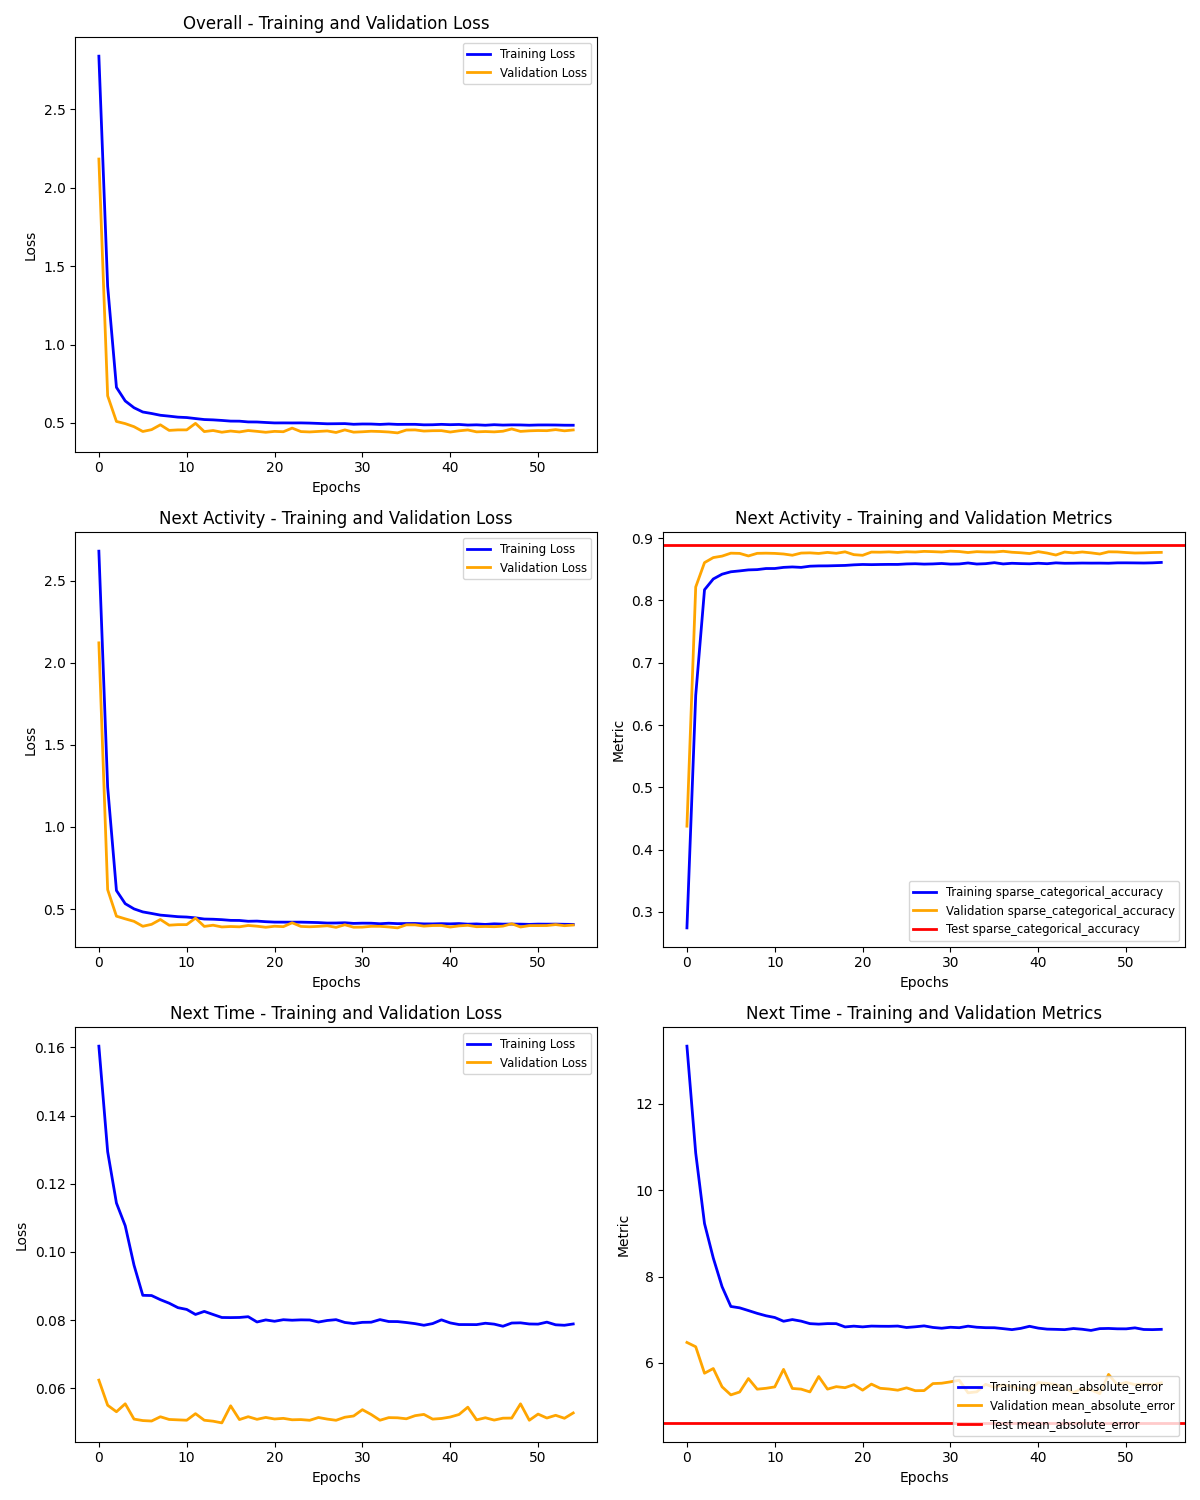 Overall - Training and Validation Loss
Training Loss
Validation Loss
Loss
2.5
2.0
1.5
1.0
0.5
0 10 20 30 40 50
Epochs
Next Activity - Training and Validation Loss
Training Loss
Validation Loss
Loss
2.5
2.0
1.5
1.0
0.5
0 10 20 30 40 50
Epochs
Next Activity - Training and Validation Metrics
Metric
0.9
0.8
0.7
0.6
0.5
0.4
0.3
Training sparse_categorical_accuracy
Validation sparse_categorical_accuracy
Test sparse_categorical_accuracy
0 10 20 30 40 50
Epochs
Next Time - Training and Validation Loss
Training Loss
Validation Loss
Loss
0.16
0.14
0.12
0.10
0.08
0.06
0 10 20 30 40 50
Epochs
Next Time - Training and Validation Metrics
Metric
12
10
8
6
Training mean_absolute_error
Validation mean_absolute_error
Test mean_absolute_error
0 10 20 30 40 50
Epochs